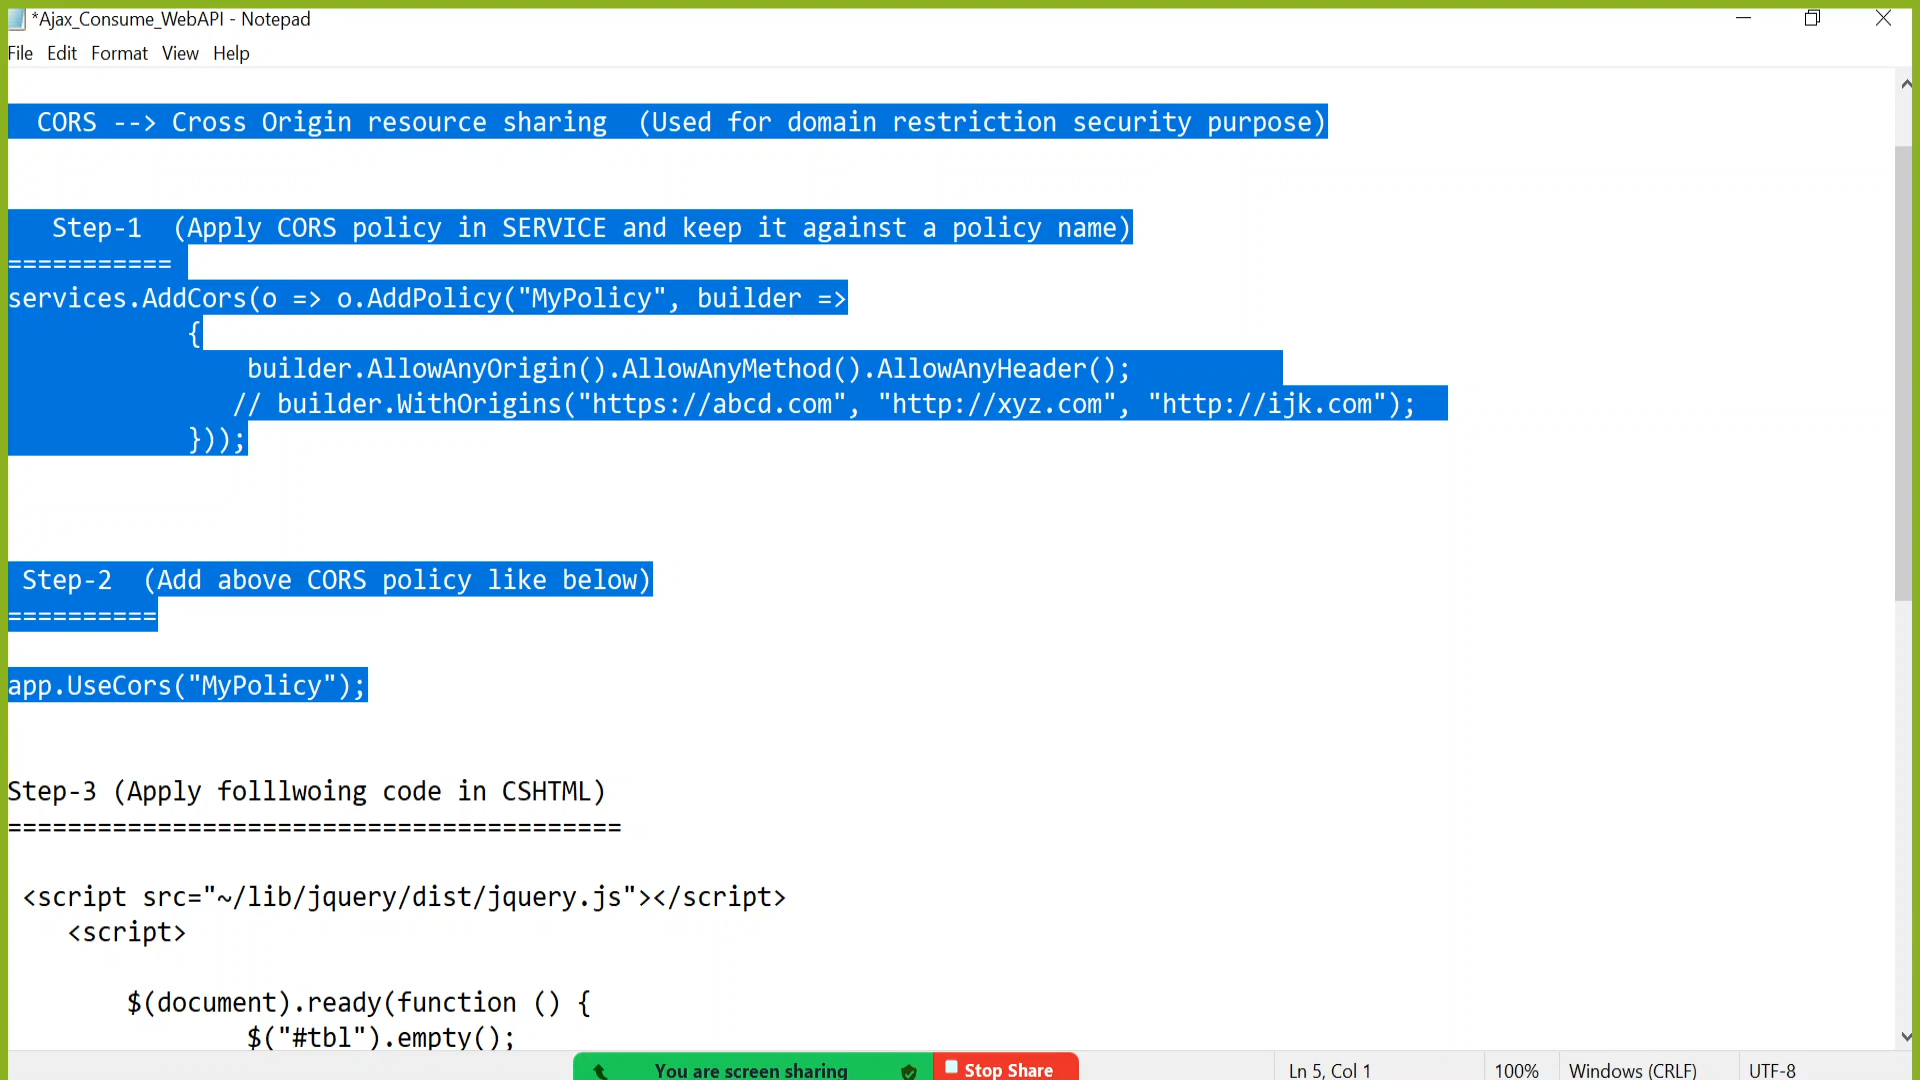 *Ajax_Consume_WebAPI - Notepad
File Edit Format View Help
CORS --> Cross Origin resource sharing (Used for domain restriction security purpose)
Step-1 (Apply CORS policy in SERVICE and keep it against a policy name)
===========
services.AddCors(o => o.AddPolicy("MyPolicy", builder =>
{
builder.AllowAnyOrigin().AllowAnyMethod().AllowAnyHeader();
// builder.WithOrigins("https://abcd.com", "http://xyz.com", "http://ijk.com");
}));
Step-2 (Add above CORS policy like below)
==========
app.UseCors("MyPolicy");
Step-3 (Apply folllwoing code in CSHTML)
=========================================
<script src="~/lib/jquery/dist/jquery.js"></script>
<script>
$(document).ready(function () {
$("#tbl").empty();
You are screen sharing Stop Share Ln 5, Col 1 100% Windows (CRLF) UTF-8